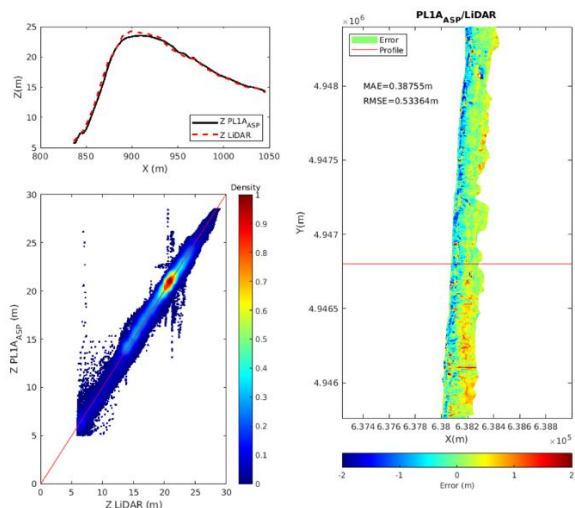 25
20
15
10
5
Z(m)
Z PL1A_ASP
Z LiDAR
800 850 900 950 1000 1050
X (m)
Density
30
25
20
15
10
5
0
Z PL1A_ASP (m)
0 5 10 15 20 25 30
Z LiDAR (m)
1
0.9
0.8
0.7
0.6
0.5
0.4
0.3
0.2
0.1
0
PL1A_ASP/LiDAR
×10^6
Error
Profile
MAE=0.38755m
RMSE=0.53364m
4.948
4.9475
4.947
4.9465
4.946
Y(m)
6.374 6.376 6.378 6.38 6.382 6.384 6.386 6.388
X(m)
×10^5
-2 -1 0 1 2
Error (m)